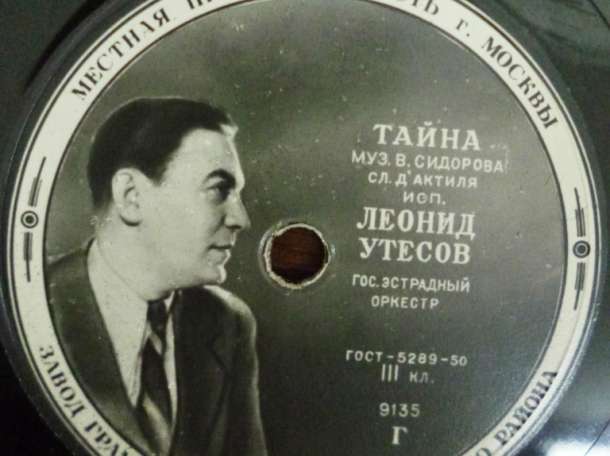 МЕСТНАЯ г. МОСКВЫ
ТАЙНА
МУЗ. В. СИДОРОВА
СЛ. Д'АКТИЛЯ
ИСП.
ЛЕОНИД
УТЕСОВ
ГОС. ЭСТРАДНЫЙ
ОРКЕСТР
ГОСТ-5289-50
III КЛ.
9135
Г
ЗАВОД РАЙОНА